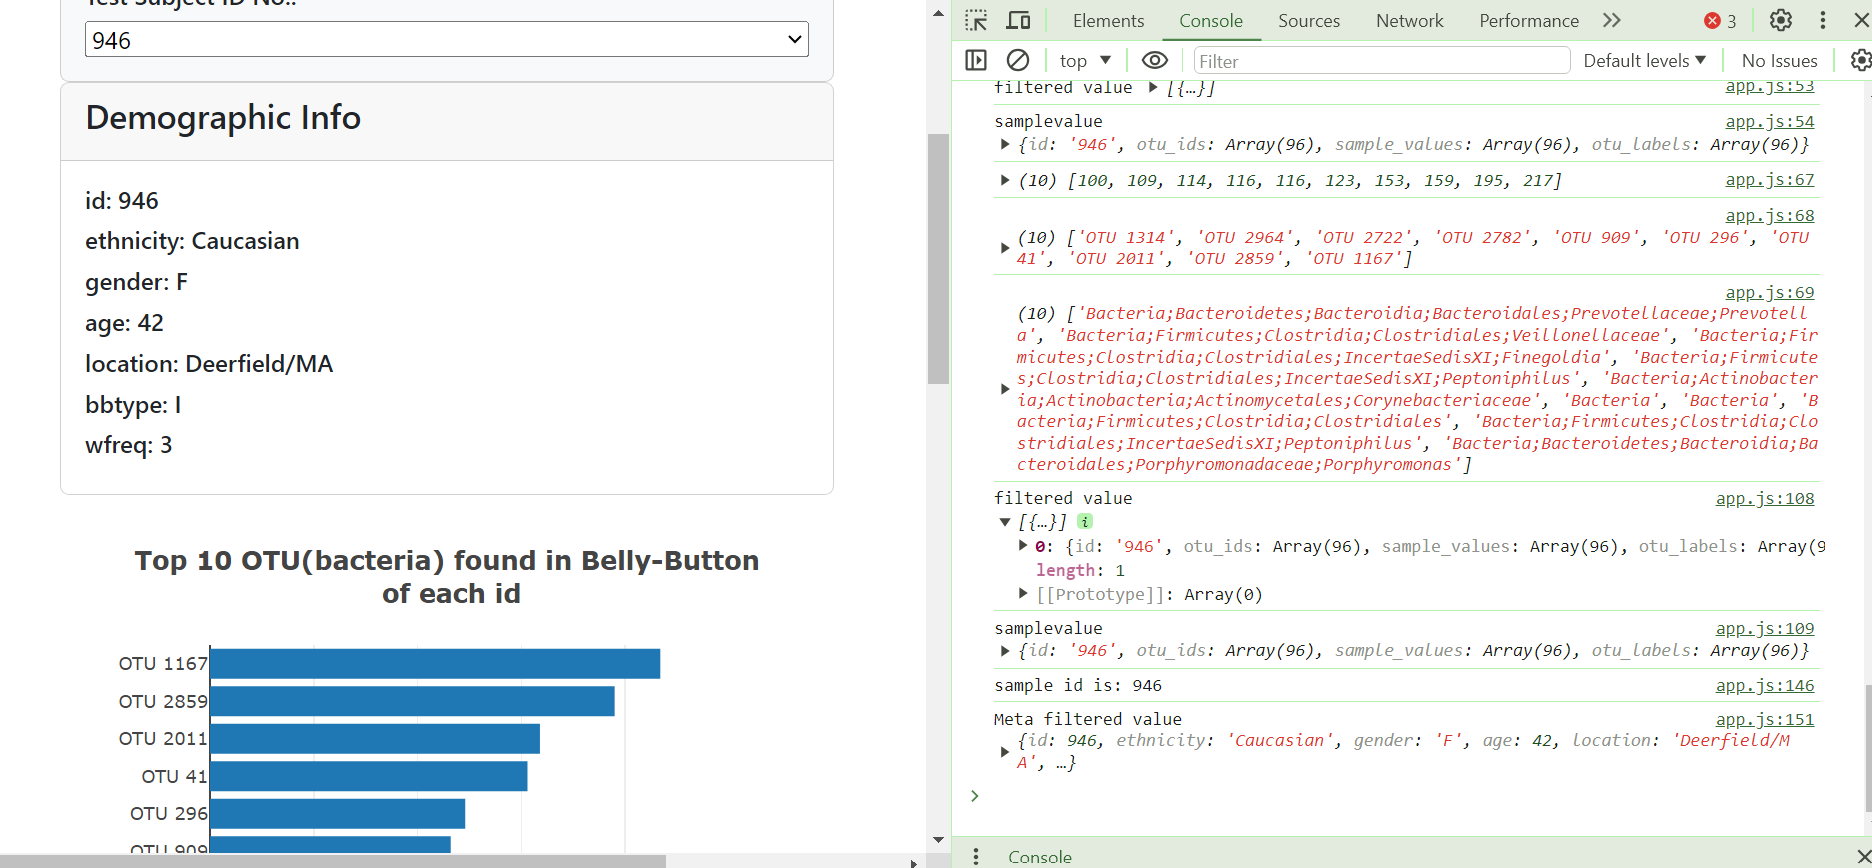 Test Subject ID No.:
946
Demographic Info
id: 946
ethnicity: Caucasian
gender: F
age: 42
location: Deerfield/MA
bbtype: I
wfreq: 3
Top 10 OTU(bacteria) found in Belly-Button
of each id
OTU 1167
OTU 2859
OTU 2011
OTU 41
OTU 296
OTU 909
Elements Console Sources Network Performance 3
top Filter Default levels No Issues
filtered value [{…}] app.js:53
samplevalue app.js:54
{id: '946', otu_ids: Array(96), sample_values: Array(96), otu_labels: Array(96)}
(10) [100, 109, 114, 116, 116, 123, 153, 159, 195, 217] app.js:67
app.js:68
(10) ['OTU 1314', 'OTU 2964', 'OTU 2722', 'OTU 2782', 'OTU 909', 'OTU 296', 'OTU
41', 'OTU 2011', 'OTU 2859', 'OTU 1167']
app.js:69
(10) ['Bacteria;Bacteroidetes;Bacteroidia;Bacteroidales;Prevotellaceae;Prevotell
a', 'Bacteria;Firmicutes;Clostridia;Clostridiales;Veillonellaceae', 'Bacteria;Fir
micutes;Clostridia;Clostridiales;IncertaeSedisXI;Finegoldia', 'Bacteria;Firmicute
s;Clostridia;Clostridiales;IncertaeSedisXI;Peptoniphilus', 'Bacteria;Actinobacter
ia;Actinobacteria;Actinomycetales;Corynebacteriaceae', 'Bacteria', 'Bacteria', 'B
acteria;Firmicutes;Clostridia;Clostridiales', 'Bacteria;Firmicutes;Clostridia;Clo
stridiales;IncertaeSedisXI;Peptoniphilus', 'Bacteria;Bacteroidetes;Bacteroidia;Ba
cteroidales;Porphyromonadaceae;Porphyromonas']
filtered value app.js:108
[{…}] i
0: {id: '946', otu_ids: Array(96), sample_values: Array(96), otu_labels: Array(9
length: 1
[[Prototype]]: Array(0)
samplevalue app.js:109
{id: '946', otu_ids: Array(96), sample_values: Array(96), otu_labels: Array(96)}
sample id is: 946 app.js:146
Meta filtered value app.js:151
{id: 946, ethnicity: 'Caucasian', gender: 'F', age: 42, location: 'Deerfield/M
A', …}
Console